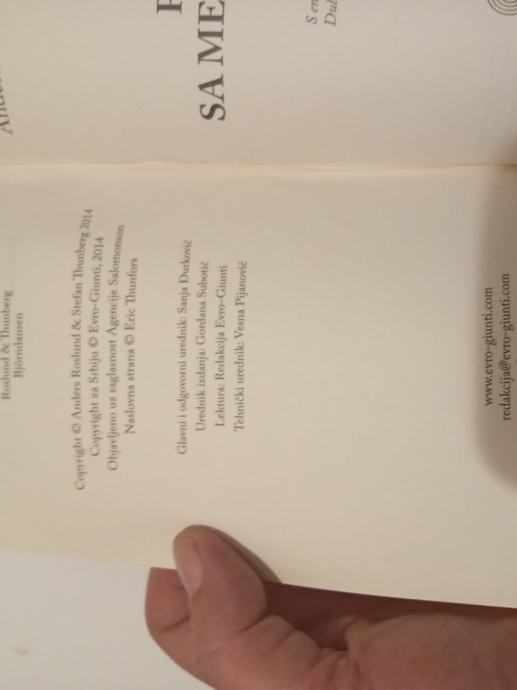 Roslund & Thunberg
Björndansen
Copyright © Anders Roslund & Stefan Thunberg 2014
Copyright za Srbiju © Evro-Giunti, 2014
Objavljeno uz saglasnost Agencije Salomonson
Naslovna strana © Eric Thunfors
Glavni i odgovorni urednik: Sanja Đurković
Urednik izdanja: Gordana Subotić
Lektura: Redakcija Evro-Giunti
Tehnički urednik: Vesna Pijanović
www.evro-giunti.com
redakcija@evro-giunti.com
SA ME
S en